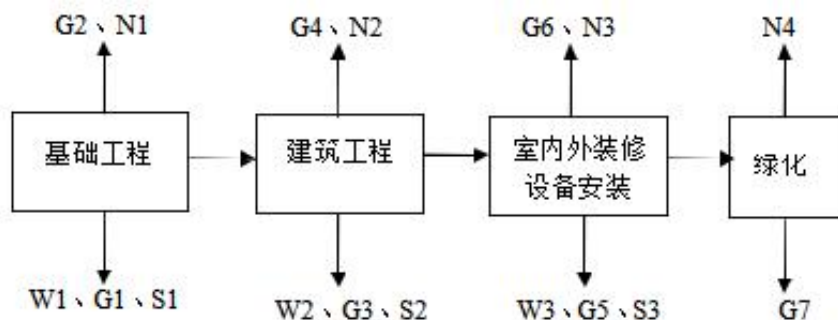 G2、N1
G4、N2
G6、N3
N4
基础工程
建筑工程
室内外装修
设备安装
绿化
W1、G1、S1
W2、G3、S2
W3、G5、S3
G7